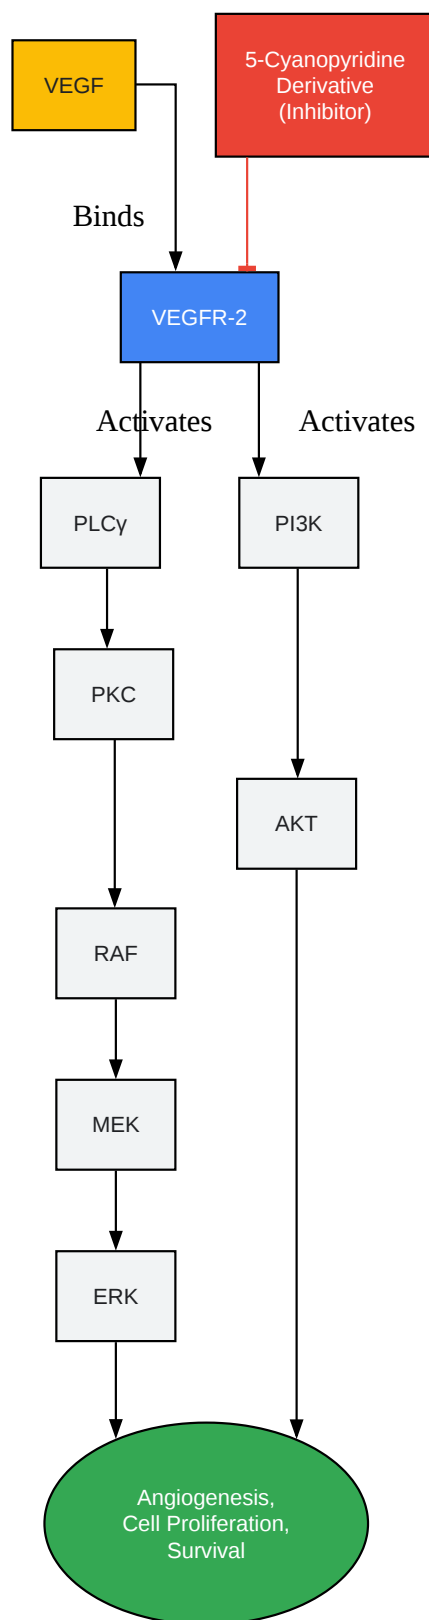 VEGF
5-Cyanopyridine
Derivative
(Inhibitor)
Binds
VEGFR-2
Activates
Activates
PLCγ
PI3K
PKC
AKT
RAF
MEK
ERK
Angiogenesis,
Cell Proliferation,
Survival